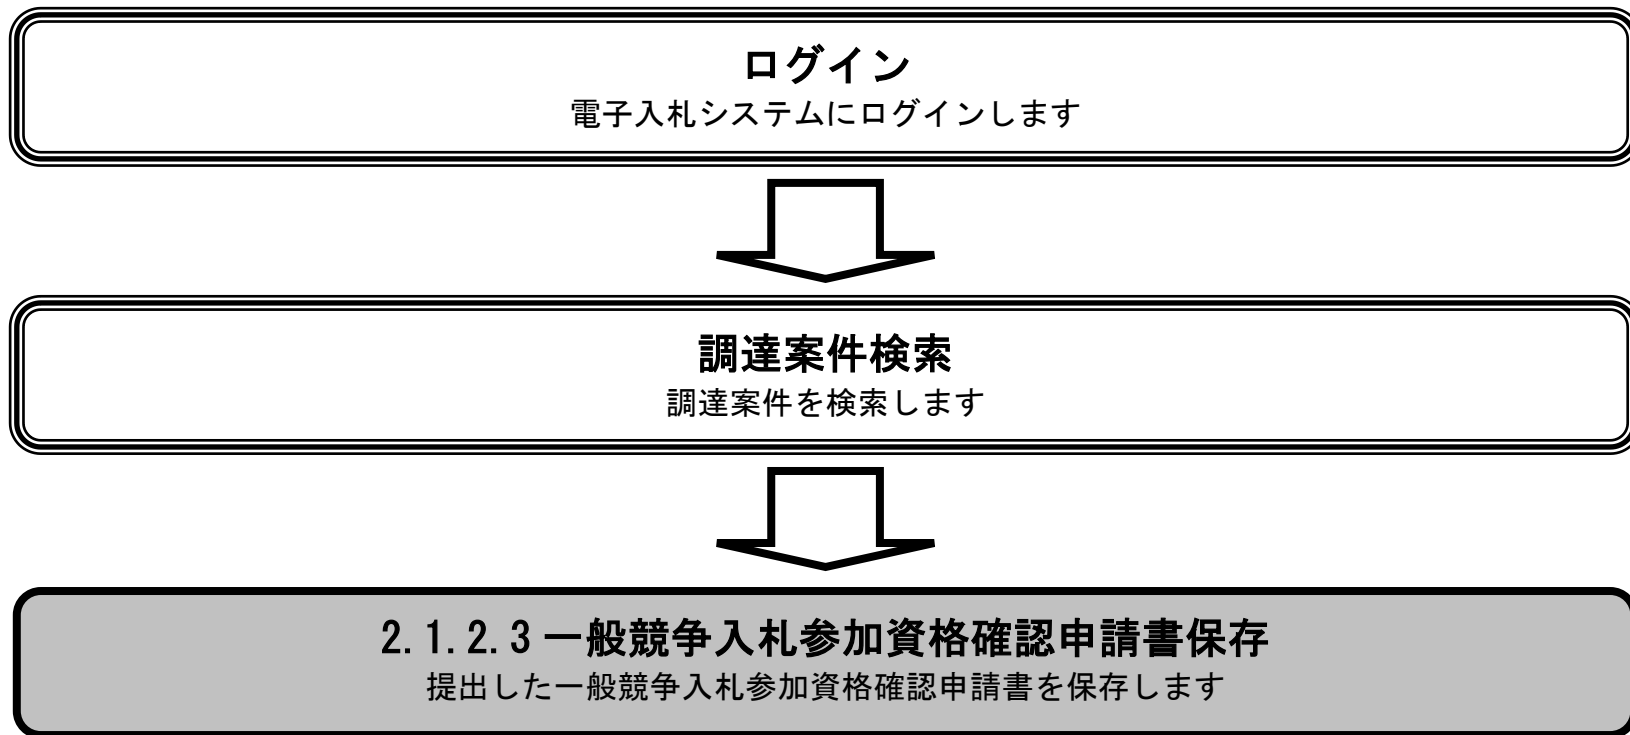 ログイン
電子入札システムにログインします
調達案件検索
調達案件を検索します
2.1.2.3 一般競争入札参加資格確認申請書保存
提出した一般競争入札参加資格確認申請書を保存します